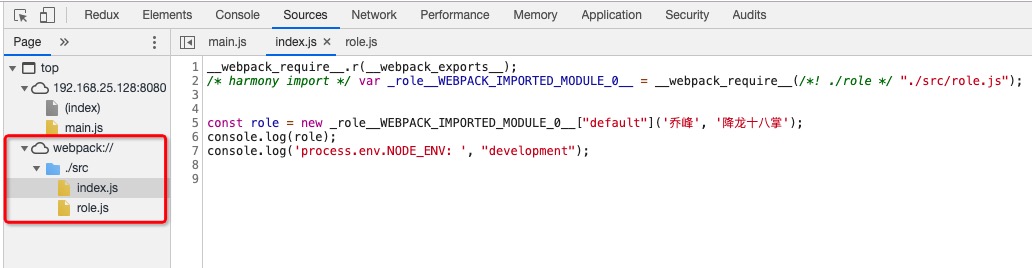 Devices Elements Console Sources Network Performance Memory Application Security Audits
Page » main.js index.js × role.js
top
192.168.25.128:8080
(index)
main.js
webpack://
./src
index.js
role.js
1 __webpack_require__.r(__webpack_exports__);
2 /* harmony import */ var _role__WEBPACK_IMPORTED_MODULE_0__ = __webpack_require__(/*! ./role */ "./src/role.js");
3
4
5 const role = new _role__WEBPACK_IMPORTED_MODULE_0__["default"]('乔峰', '降龙十八掌');
6 console.log(role);
7 console.log('process.env.NODE_ENV: ', "development");
8
9